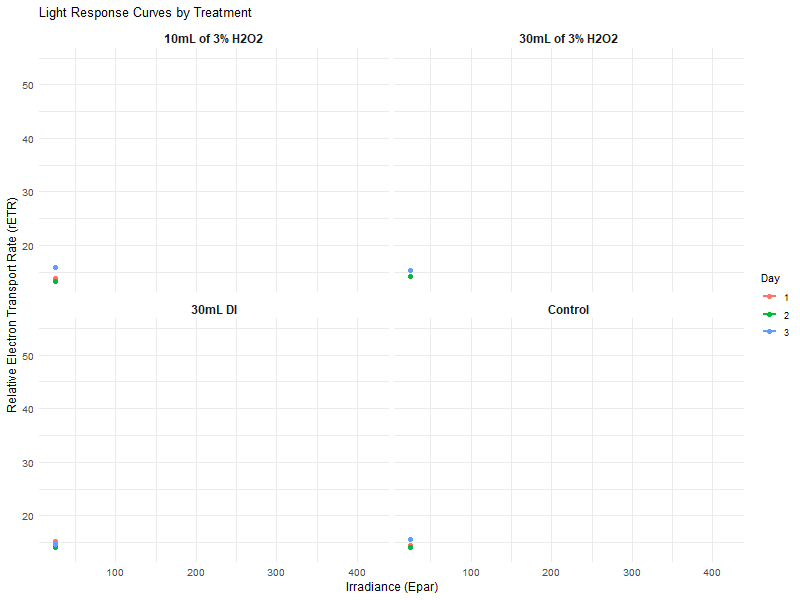 Light Response Curves by Treatment
10mL of 3% H2O2
30mL of 3% H2O2
50
40
30
20
30mL DI
Control
50
40
30
20
100
200
300
400
100
200
300
400
Irradiance (Epar)
Relative Electron Transport Rate (rETR)
Day
1
2
3